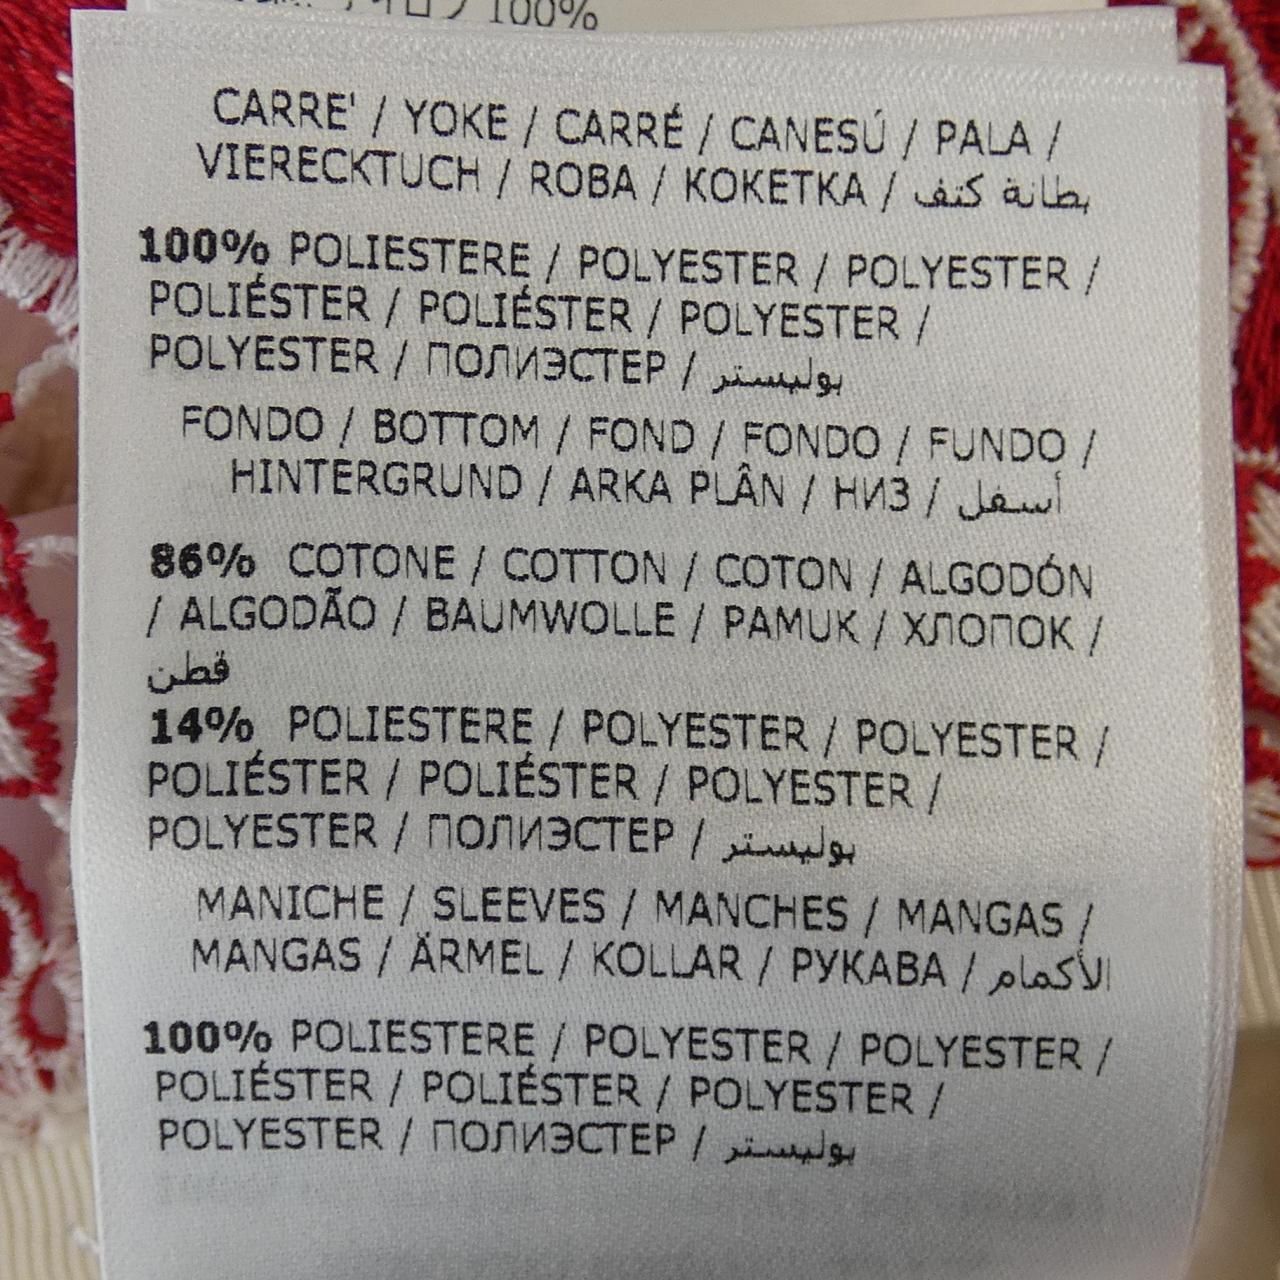 100%
CARRE' / YOKE / CARRÉ / CANESÚ / PALA /
VIERECKTUCH / ROBA / KOKETKA / بطانة كتف
100% POLIESTERE / POLYESTER / POLYESTER /
POLIÉSTER / POLIÉSTER / POLYESTER /
POLYESTER / ПОЛИЭСТЕР / بوليستر
FONDO / BOTTOM / FOND / FONDO / FUNDO /
HINTERGRUND / ARKA PLÂN / НИЗ / أسفل
86% COTONE / COTTON / COTON / ALGODÓN
/ ALGODÃO / BAUMWOLLE / PAMUK / ХЛОПОК /
قطن
14% POLIESTERE / POLYESTER / POLYESTER /
POLIÉSTER / POLIÉSTER / POLYESTER /
POLYESTER / ПОЛИЭСТЕР / بوليستر
MANICHE / SLEEVES / MANCHES / MANGAS /
MANGAS / ÄRMEL / KOLLAR / РУКАВА / الأكمام
100% POLIESTERE / POLYESTER / POLYESTER /
POLIÉSTER / POLIÉSTER / POLYESTER /
POLYESTER / ПОЛИЭСТЕР / بوليستر